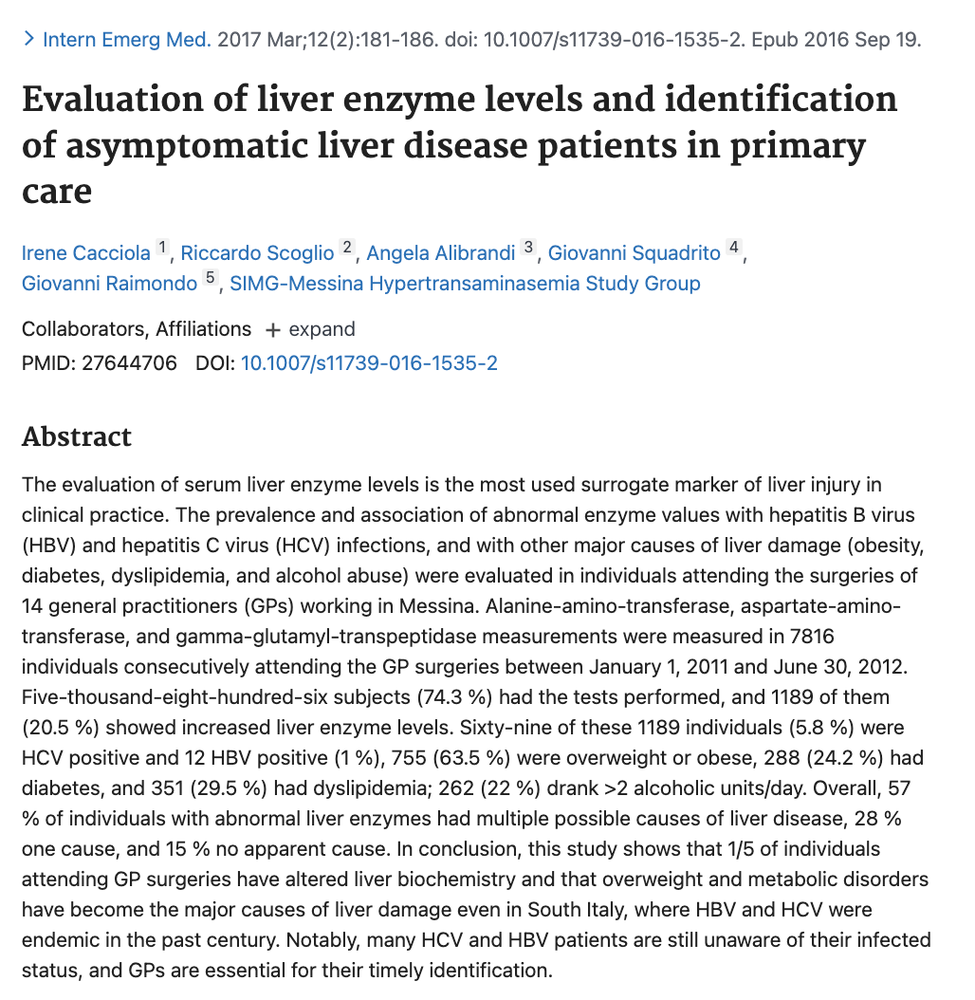 > Intern Emerg Med. 2017 Mar;12(2):181-186. doi: 10.1007/s11739-016-1535-2. Epub 2016 Sep 19.
Evaluation of liver enzyme levels and identification
of asymptomatic liver disease patients in primary
care
Irene Cacciola 1, Riccardo Scoglio 2, Angela Alibrandi 3, Giovanni Squadrito 4,
Giovanni Raimondo 5, SIMG-Messina Hypertransaminasemia Study Group
Collaborators, Affiliations + expand
PMID: 27644706 DOI: 10.1007/s11739-016-1535-2
Abstract
The evaluation of serum liver enzyme levels is the most used surrogate marker of liver injury in
clinical practice. The prevalence and association of abnormal enzyme values with hepatitis B virus
(HBV) and hepatitis C virus (HCV) infections, and with other major causes of liver damage (obesity,
diabetes, dyslipidemia, and alcohol abuse) were evaluated in individuals attending the surgeries of
14 general practitioners (GPs) working in Messina. Alanine-amino-transferase, aspartate-amino-
transferase, and gamma-glutamyl-transpeptidase measurements were measured in 7816
individuals consecutively attending the GP surgeries between January 1, 2011 and June 30, 2012.
Five-thousand-eight-hundred-six subjects (74.3 %) had the tests performed, and 1189 of them
(20.5 %) showed increased liver enzyme levels. Sixty-nine of these 1189 individuals (5.8 %) were
HCV positive and 12 HBV positive (1 %), 755 (63.5 %) were overweight or obese, 288 (24.2 %) had
diabetes, and 351 (29.5 %) had dyslipidemia; 262 (22 %) drank >2 alcoholic units/day. Overall, 57
% of individuals with abnormal liver enzymes had multiple possible causes of liver disease, 28 %
one cause, and 15 % no apparent cause. In conclusion, this study shows that 1/5 of individuals
attending GP surgeries have altered liver biochemistry and that overweight and metabolic disorders
have become the major causes of liver damage even in South Italy, where HBV and HCV were
endemic in the past century. Notably, many HCV and HBV patients are still unaware of their infected
status, and GPs are essential for their timely identification.